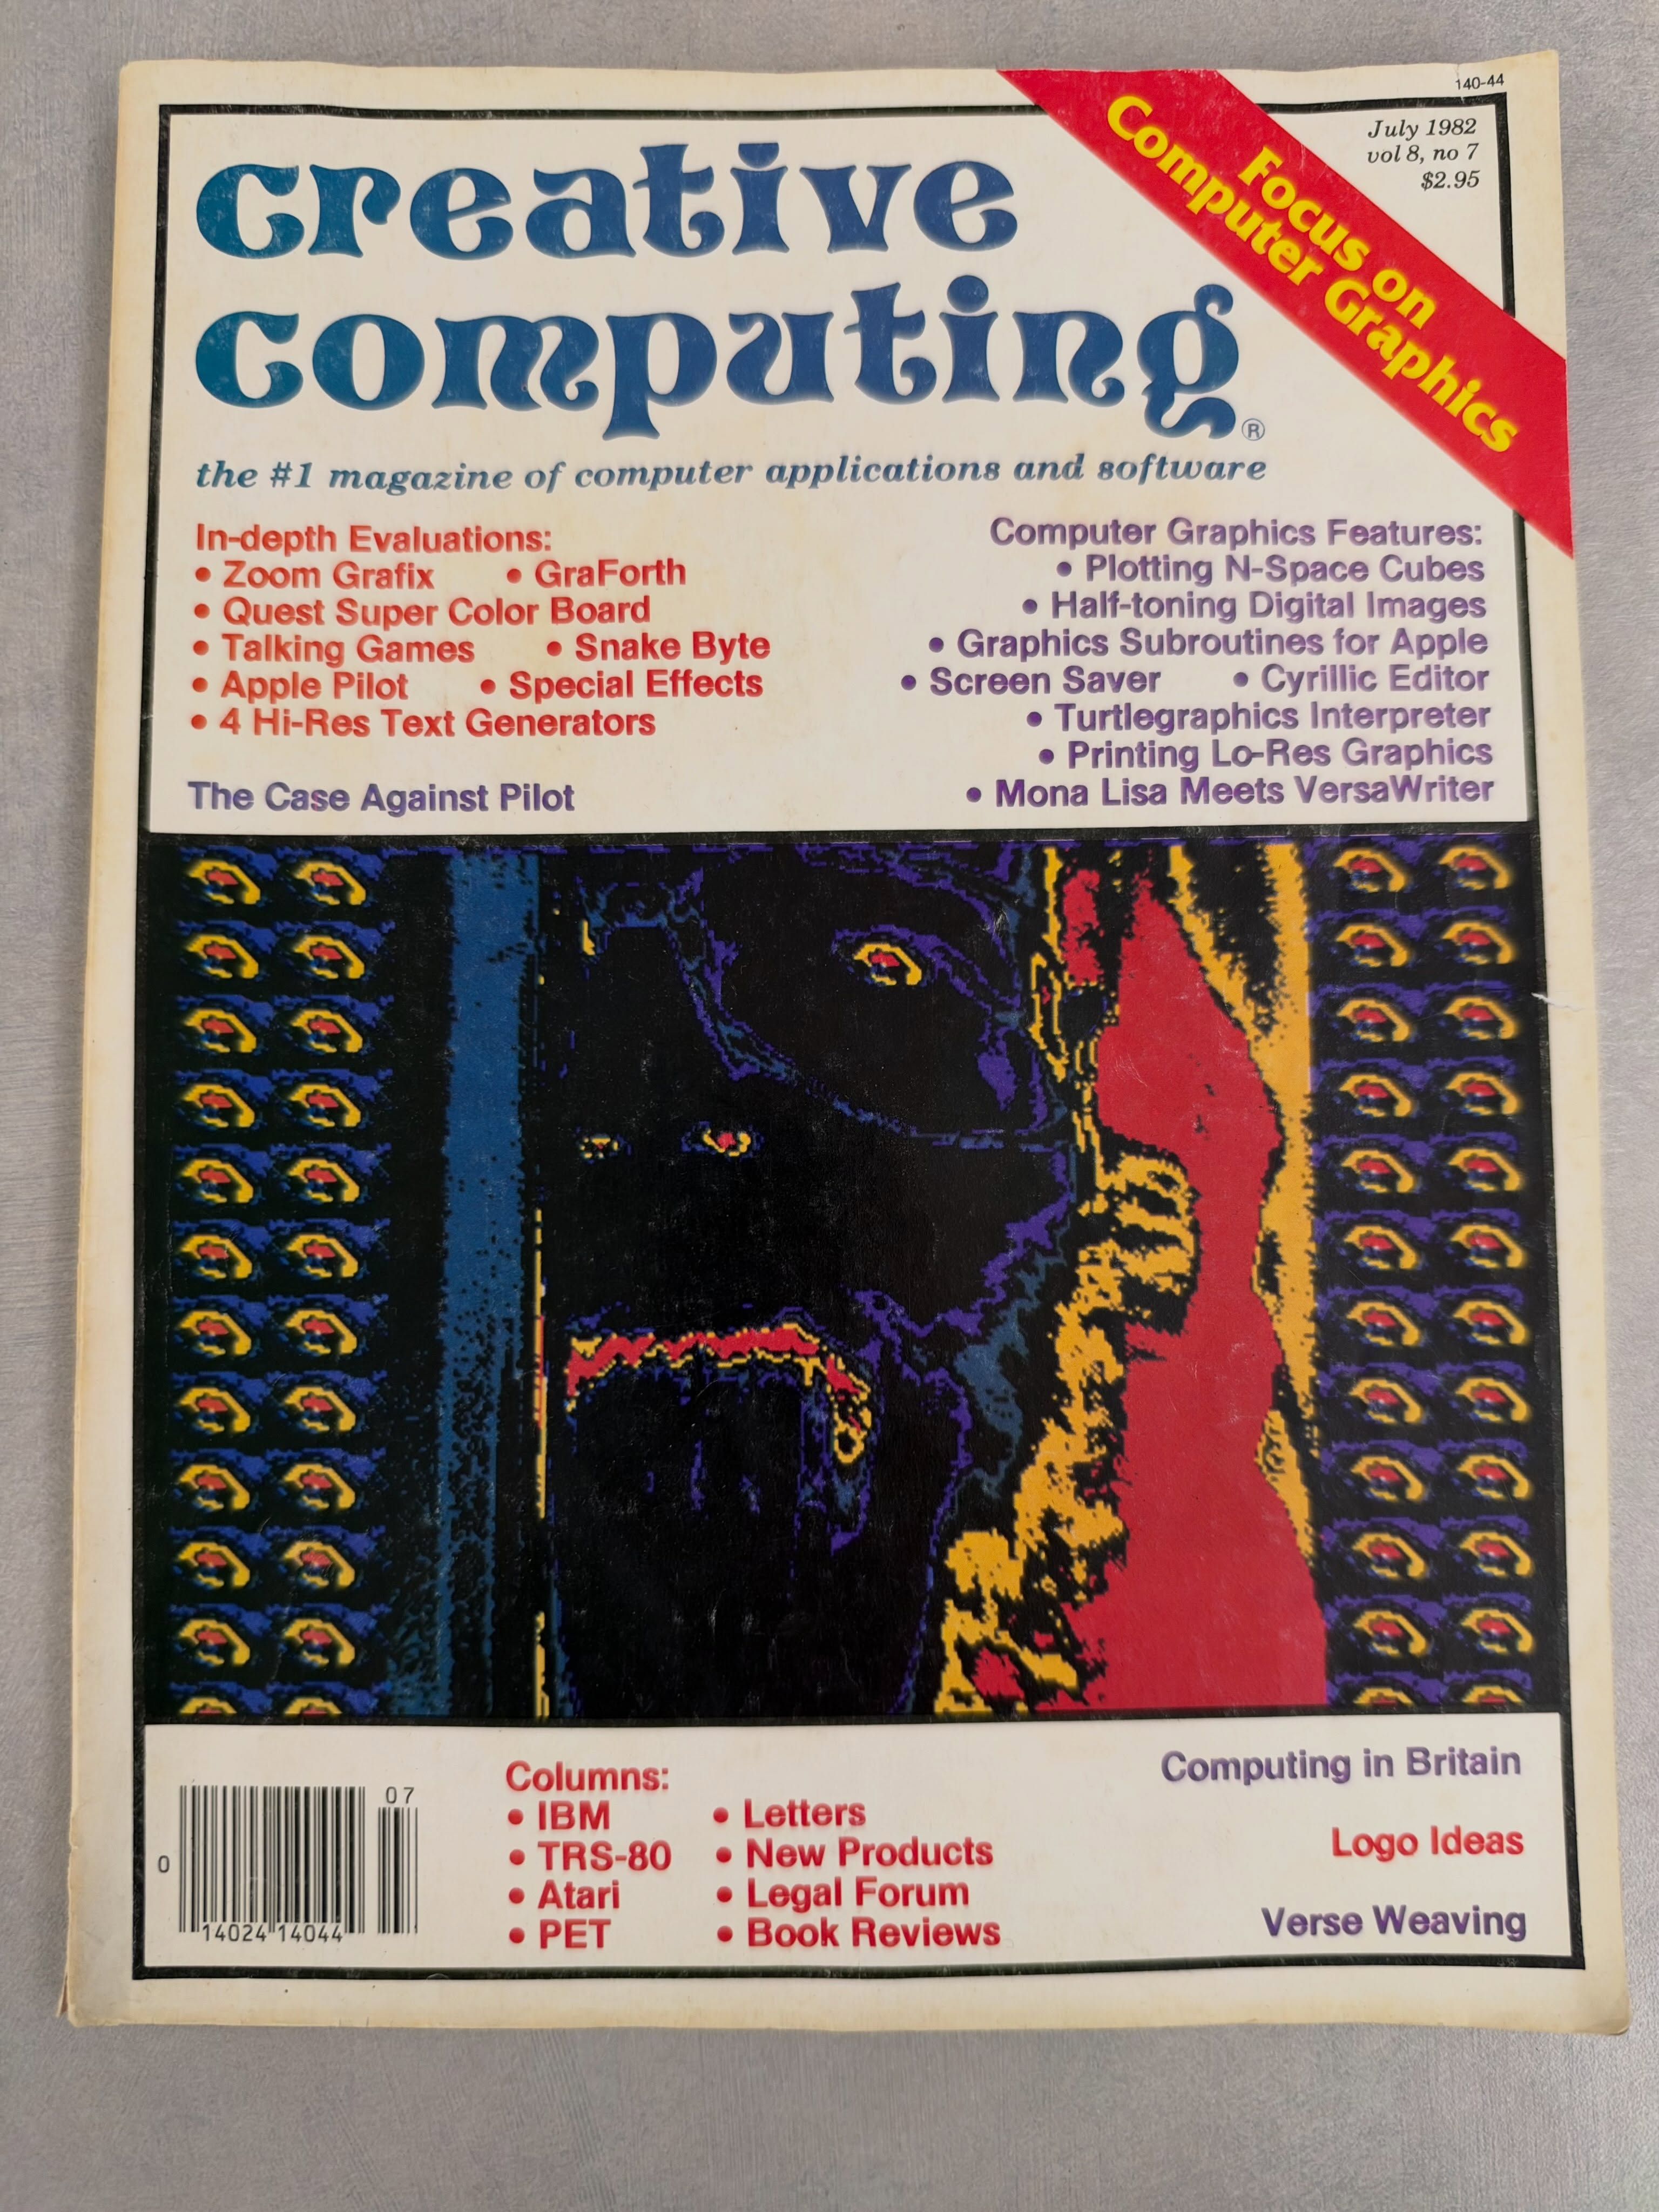 140-44
July 1982
vol 8, no 7
$2.95
Focus on
Computer Graphics
creative
computing®
the #1 magazine of computer applications and software
In-depth Evaluations:
• Zoom Grafix • GraForth
• Quest Super Color Board
• Talking Games • Snake Byte
• Apple Pilot • Special Effects
• 4 Hi-Res Text Generators
The Case Against Pilot
Computer Graphics Features:
• Plotting N-Space Cubes
• Half-toning Digital Images
• Graphics Subroutines for Apple
• Screen Saver • Cyrillic Editor
• Turtlegraphics Interpreter
• Printing Lo-Res Graphics
• Mona Lisa Meets VersaWriter
07
0
14024 14044
Columns:
• IBM
• TRS-80
• Atari
• PET
• Letters
• New Products
• Legal Forum
• Book Reviews
Computing in Britain
Logo Ideas
Verse Weaving